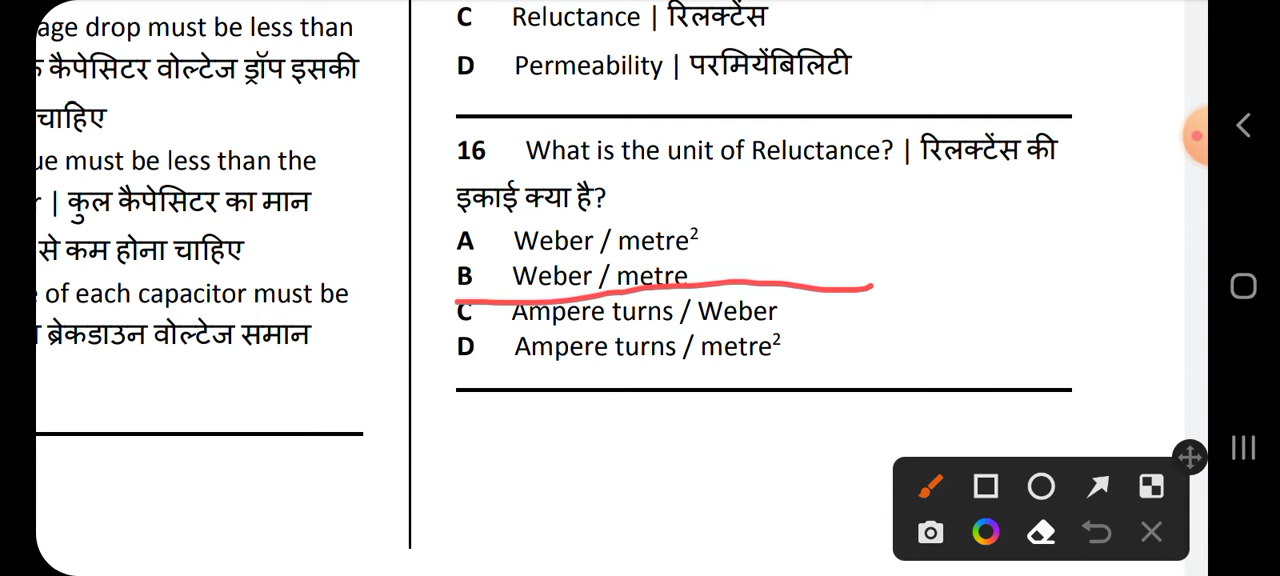 age drop must be less than
कैपेसिटर वोल्टेज ड्रॉप इसकी
चाहिए
ue must be less than the
r | कुल कैपेसिटर का मान
से कम होना चाहिए
of each capacitor must be
ब्रेकडाउन वोल्टेज समान
C Reluctance | रिलक्टेंस
D Permeability | परमियेंबिलिटी
16 What is the unit of Reluctance? | रिलक्टेंस की
इकाई क्या है?
A Weber / metre²
B Weber / metre
C Ampere turns / Weber
D Ampere turns / metre²